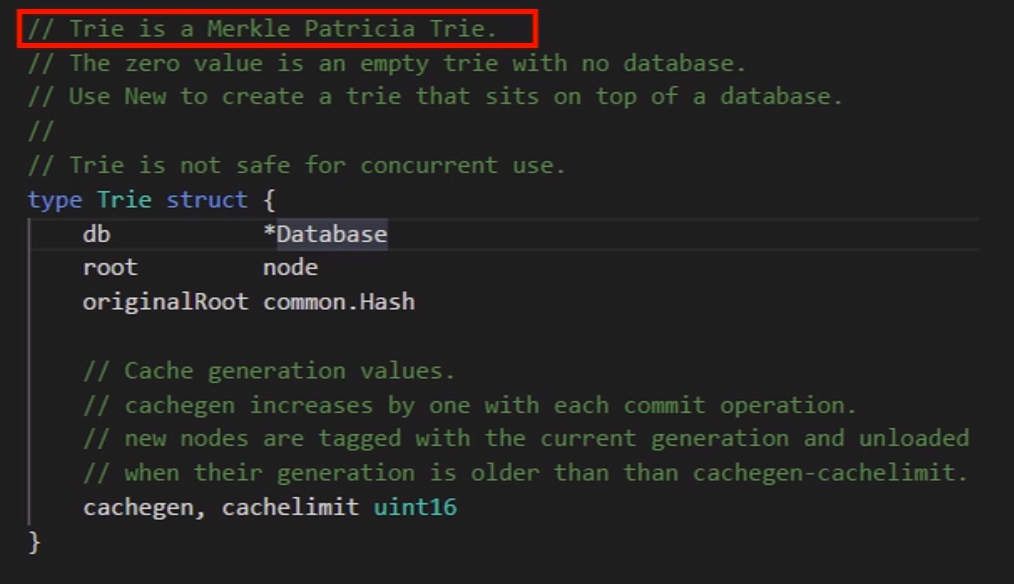 // Trie is a Merkle Patricia Trie.
// The zero value is an empty trie with no database.
// Use New to create a trie that sits on top of a database.
//
// Trie is not safe for concurrent use.
type Trie struct {
db *Database
root node
originalRoot common.Hash
// Cache generation values.
// cachegen increases by one with each commit operation.
// new nodes are tagged with the current generation and unloaded
// when their generation is older than than cachegen-cachelimit.
cachegen, cachelimit uint16
}